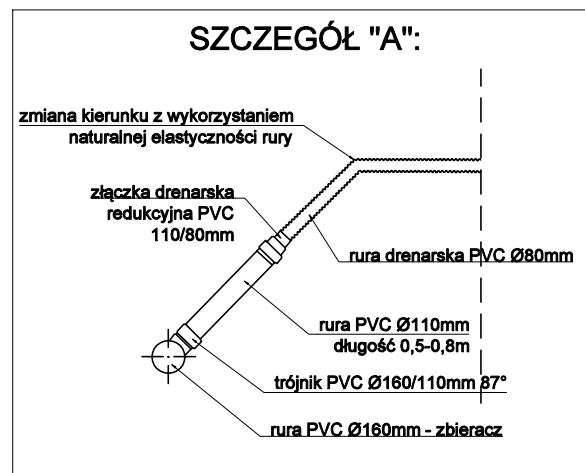 SZCZEGÓŁ "A":
zmiana kierunku z wykorzystaniem
naturalnej elastyczności rury
złączka drenarska
redukcyjna PVC
110/80mm
rura drenarska PVC Ø80mm
rura PVC Ø110mm
długość 0,5-0,8m
trójnik PVC Ø160/110mm 87°
rura PVC Ø160mm - zbieracz